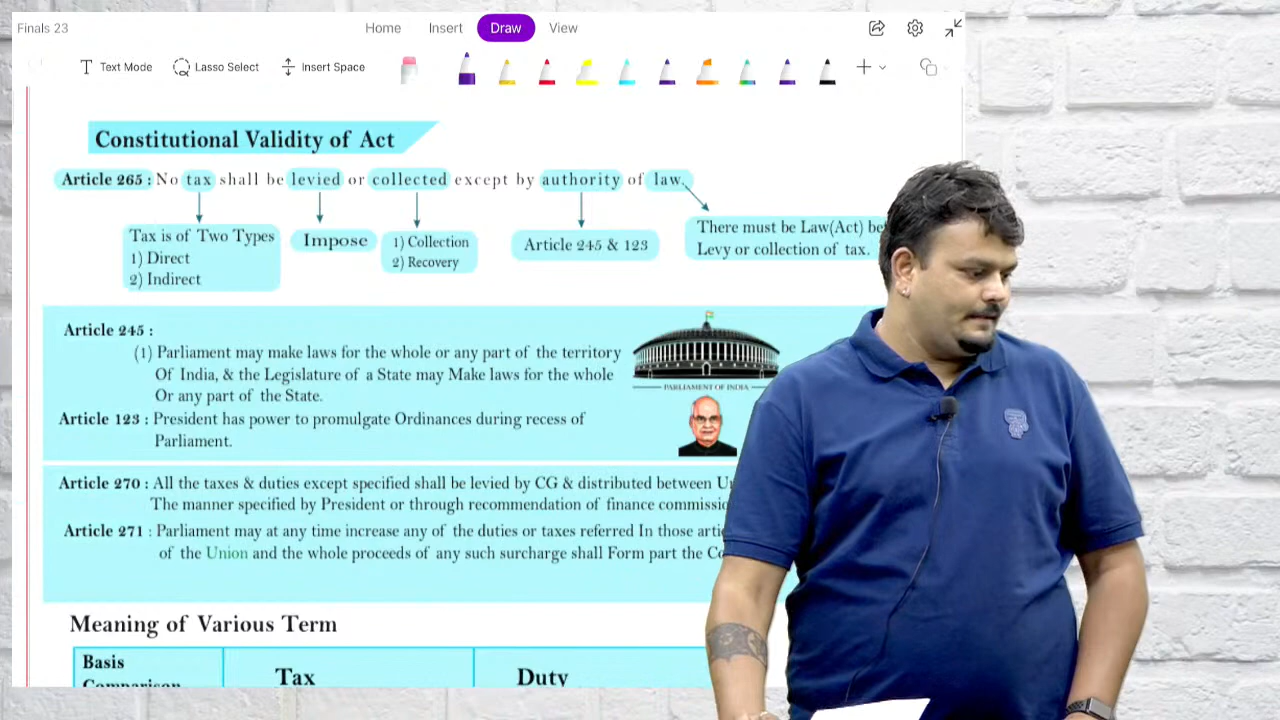 Finals 23
Home Insert Draw View
Text Mode Lasso Select Insert Space
Constitutional Validity of Act
Article 265 : No tax shall be levied or collected except by authority of law.
Tax is of Two Types
1) Direct
2) Indirect
Impose
1) Collection
2) Recovery
Article 245 & 123
There must be Law(Act)
Levy or collection of tax.
Article 245 :
(1) Parliament may make laws for the whole or any part of the territory
Of India, & the Legislature of a State may Make laws for the whole
Or any part of the State.
PARLIAMENT OF INDIA
Article 123 : President has power to promulgate Ordinances during recess of
Parliament.
Article 270 : All the taxes & duties except specified shall be levied by CG & distributed between
The manner specified by President or through recommendation of finance
Article 271 : Parliament may at any time increase any of the duties or taxes referred In those
of the Union and the whole proceeds of any such surcharge shall Form part the
Meaning of Various Term
Basis
Comparison
Tax
Duty